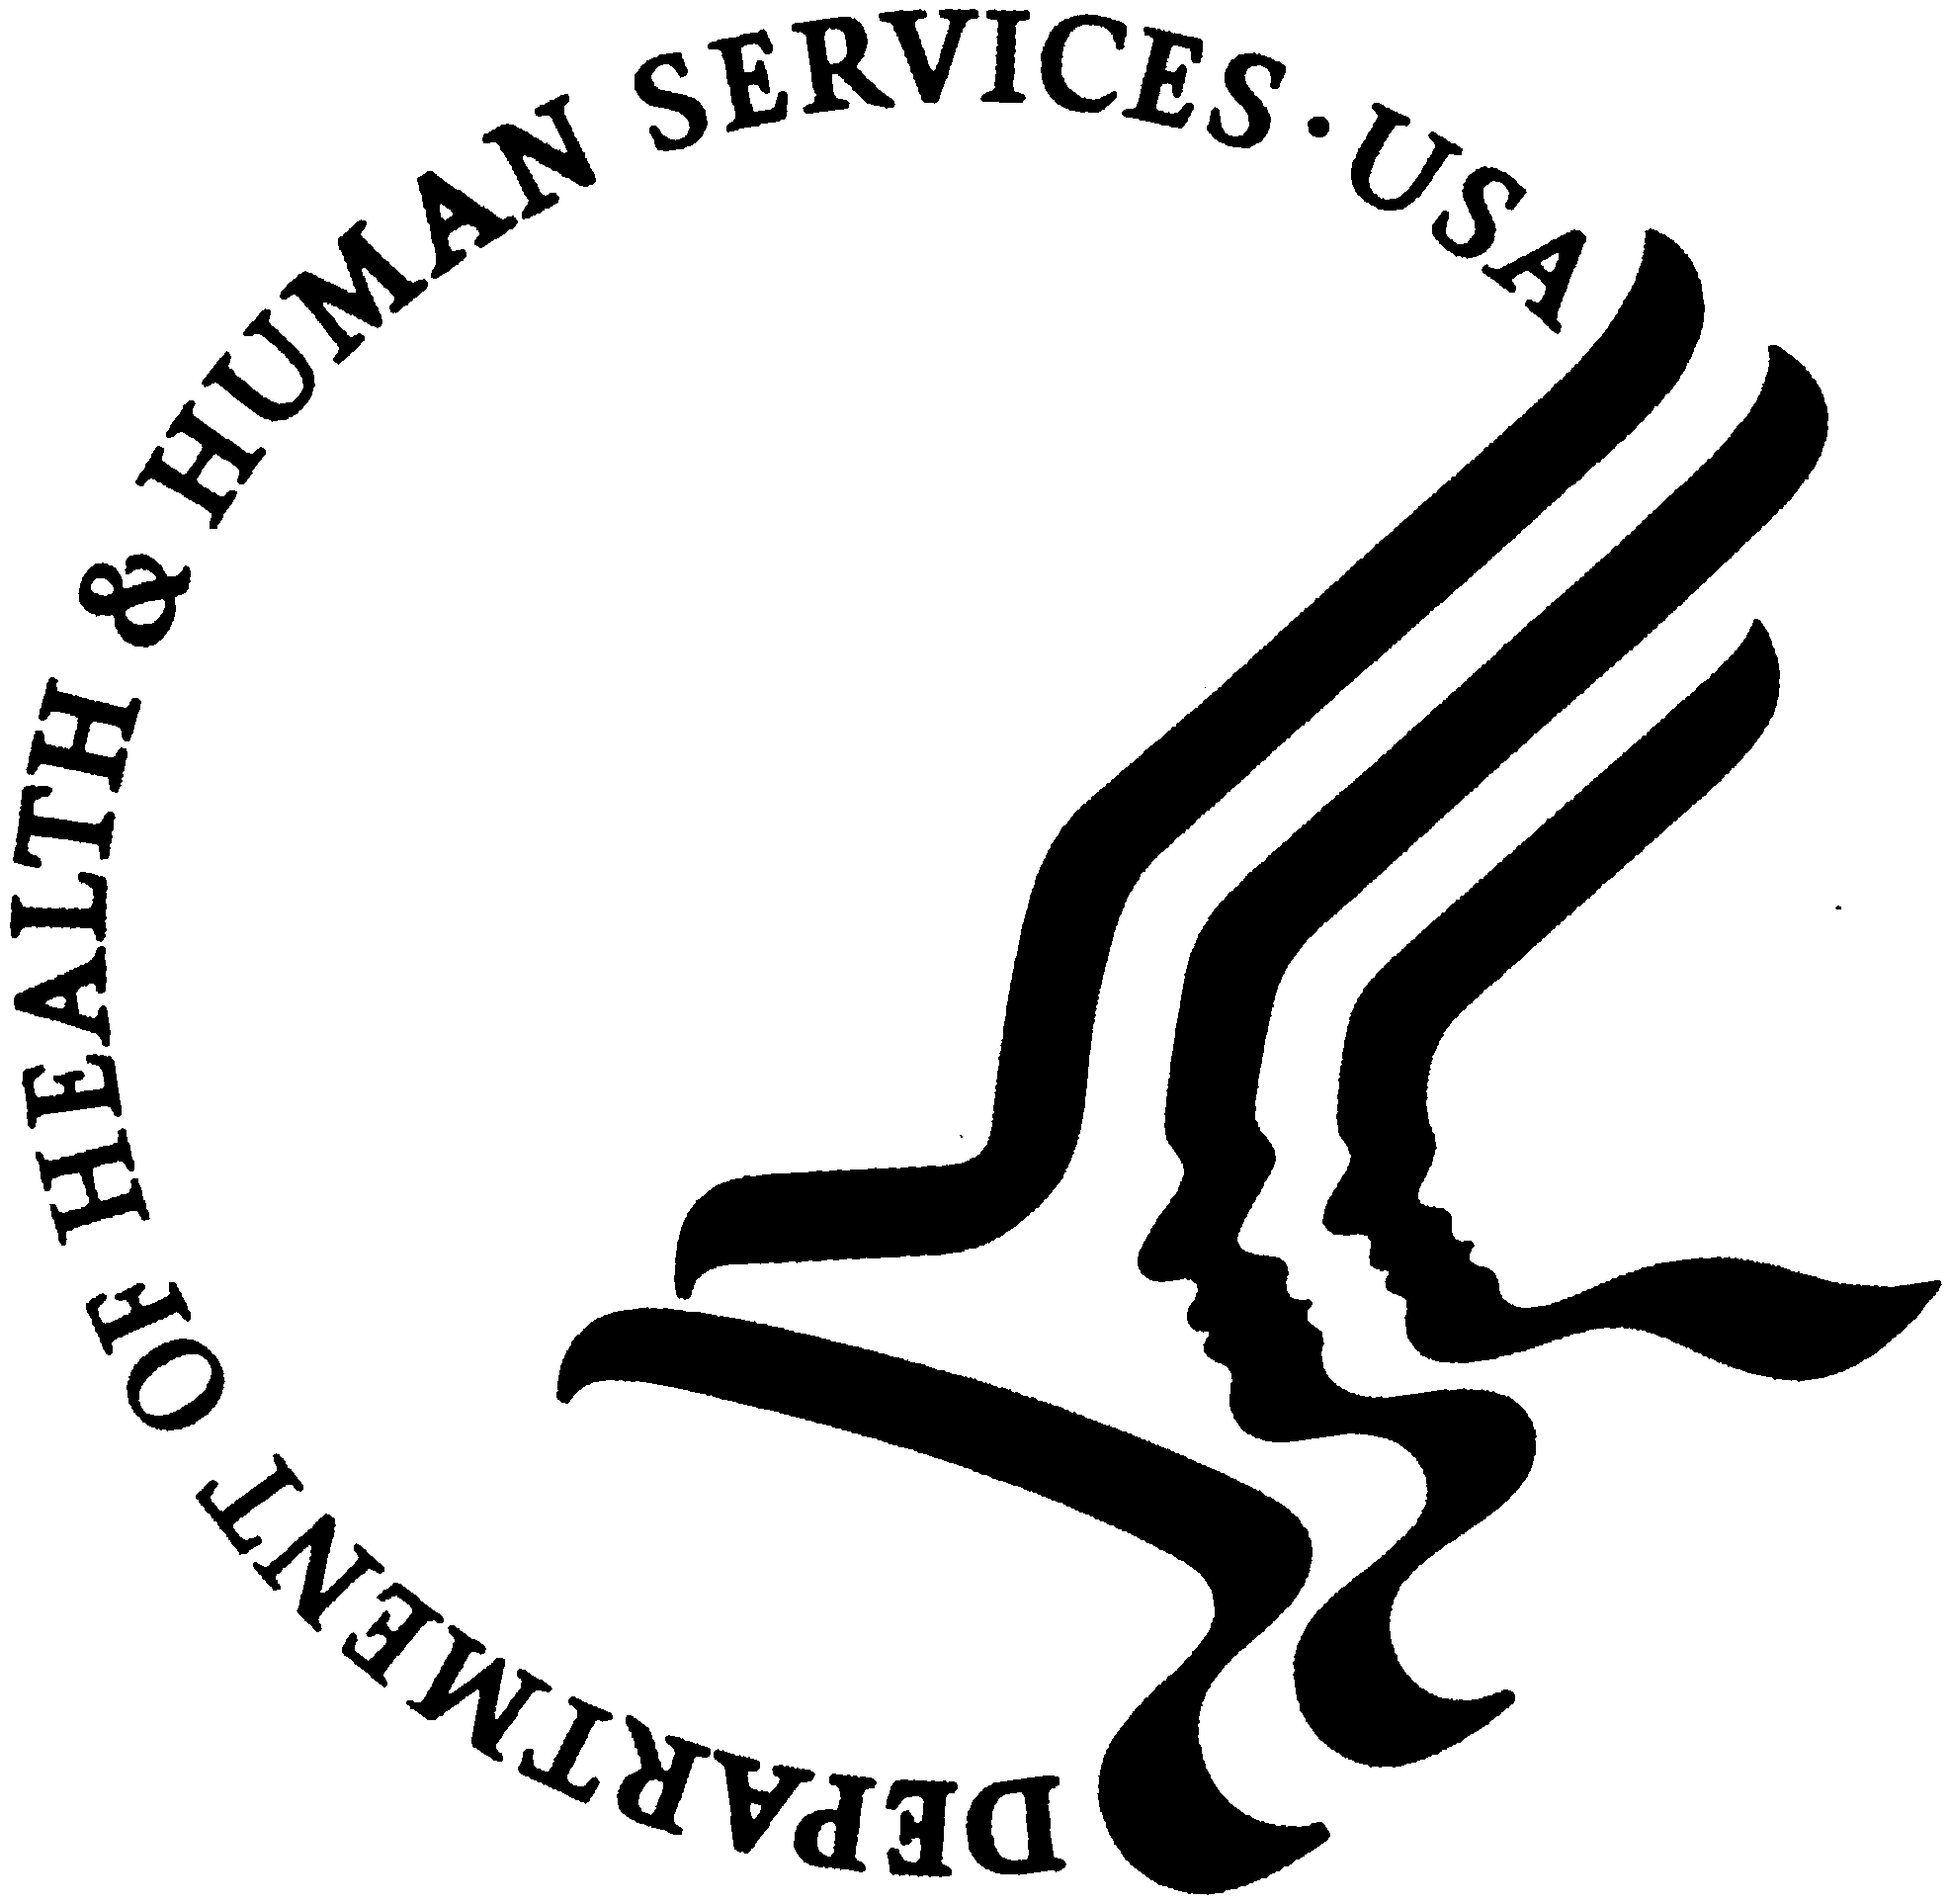 DEPARTMENT OF HEALTH & HUMAN SERVICES · USA